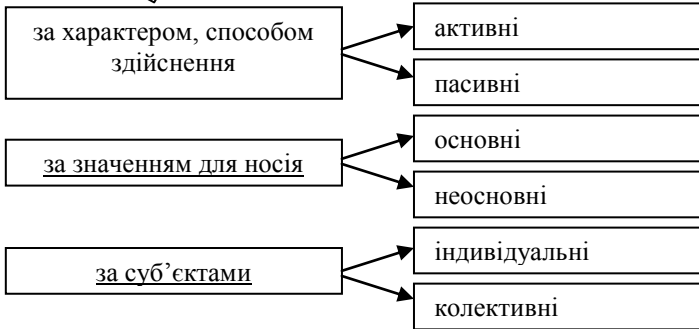 за характером, способом
здійснення
активні
пасивні
за значенням для носія
основні
неосновні
за суб’єктами
індивідуальні
колективні